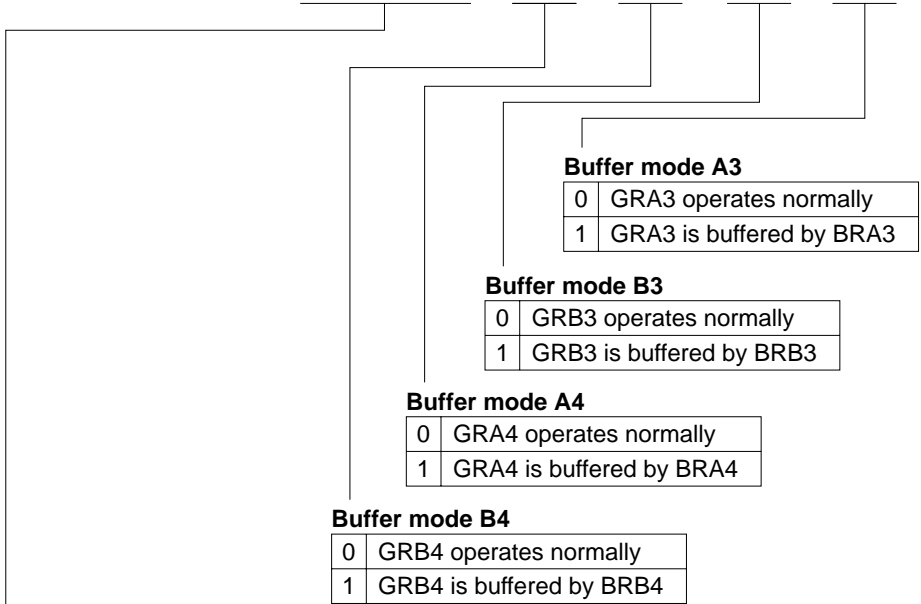 Buffer mode A3
0 GRA3 operates normally
1 GRA3 is buffered by BRA3
Buffer mode B3
0 GRB3 operates normally
1 GRB3 is buffered by BRB3
Buffer mode A4
0 GRA4 operates normally
1 GRA4 is buffered by BRA4
Buffer mode B4
0 GRB4 operates normally
1 GRB4 is buffered by BRB4